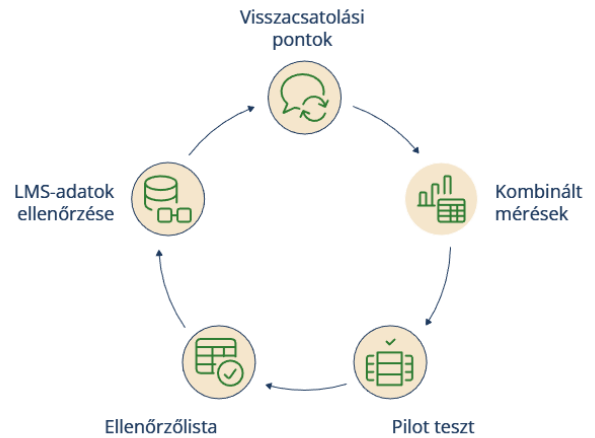 Visszacsatolási
pontok
Kombinált
mérések
Pilot teszt
Ellenőrzőlista
LMS-adatok
ellenőrzése